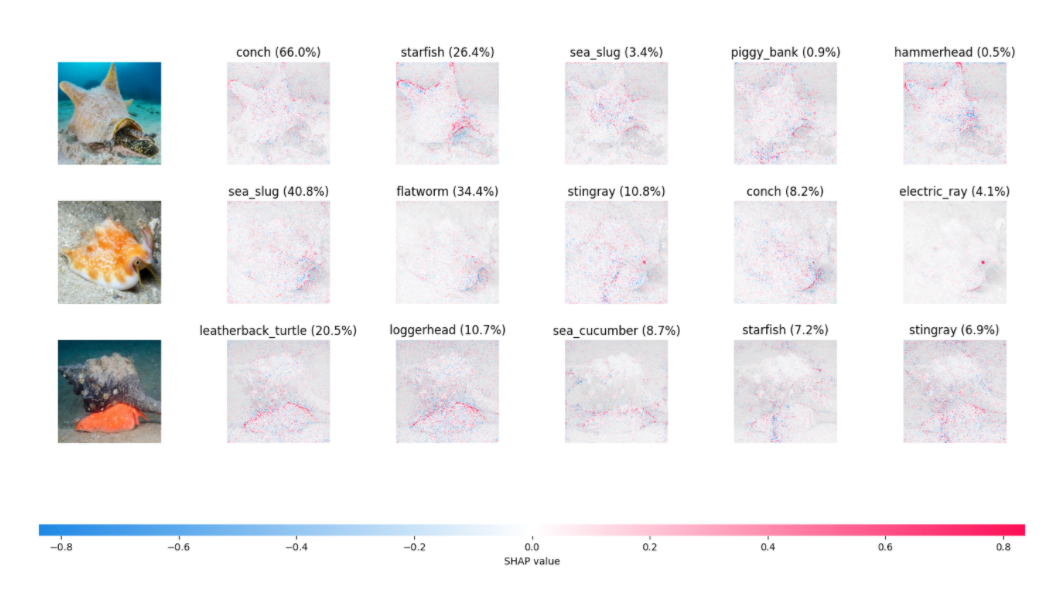 conch (66.0%) starfish (26.4%) sea_slug (3.4%) piggy_bank (0.9%) hammerhead (0.5%)
sea_slug (40.8%) flatworm (34.4%) stingray (10.8%) conch (8.2%) electric_ray (4.1%)
leatherback_turtle (20.5%) loggerhead (10.7%) sea_cucumber (8.7%) starfish (7.2%) stingray (6.9%)
−0.8 −0.6 −0.4 −0.2 0.0 0.2 0.4 0.6 0.8
SHAP value